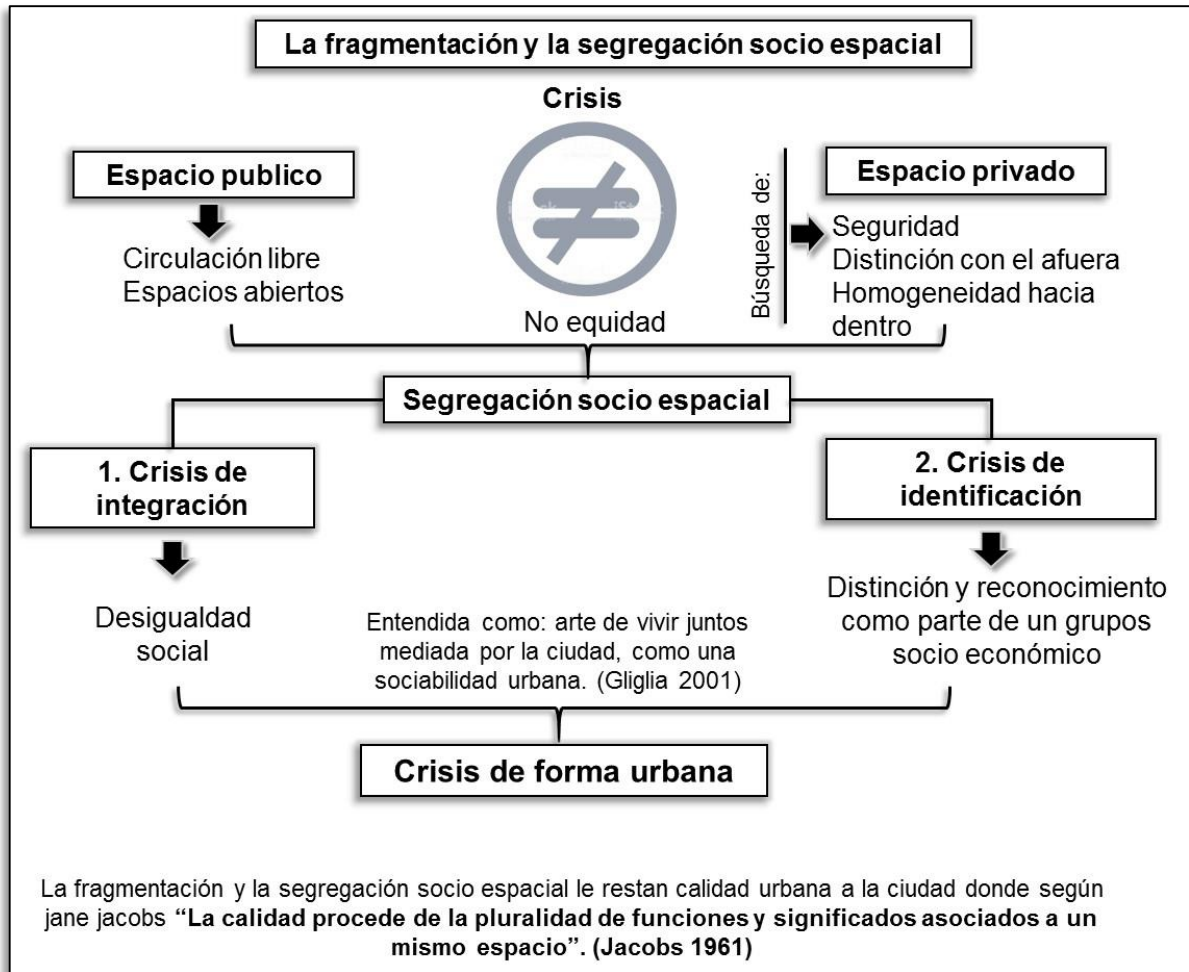 La fragmentación y la segregación socio espacial
Crisis
Espacio publico
Circulación libre
Espacios abiertos
No equidad
Búsqueda de:
Espacio privado
Seguridad
Distinción con el afuera
Homogeneidad hacia
dentro
Segregación socio espacial
1. Crisis de
integración
Desigualdad
social
2. Crisis de
identificación
Distinción y reconocimiento
como parte de un grupos
socio económico
Entendida como: arte de vivir juntos
mediada por la ciudad, como una
sociabilidad urbana. (Gliglia 2001)
Crisis de forma urbana
La fragmentación y la segregación socio espacial le restan calidad urbana a la ciudad donde según
jane jacobs “La calidad procede de la pluralidad de funciones y significados asociados a un
mismo espacio”. (Jacobs 1961)